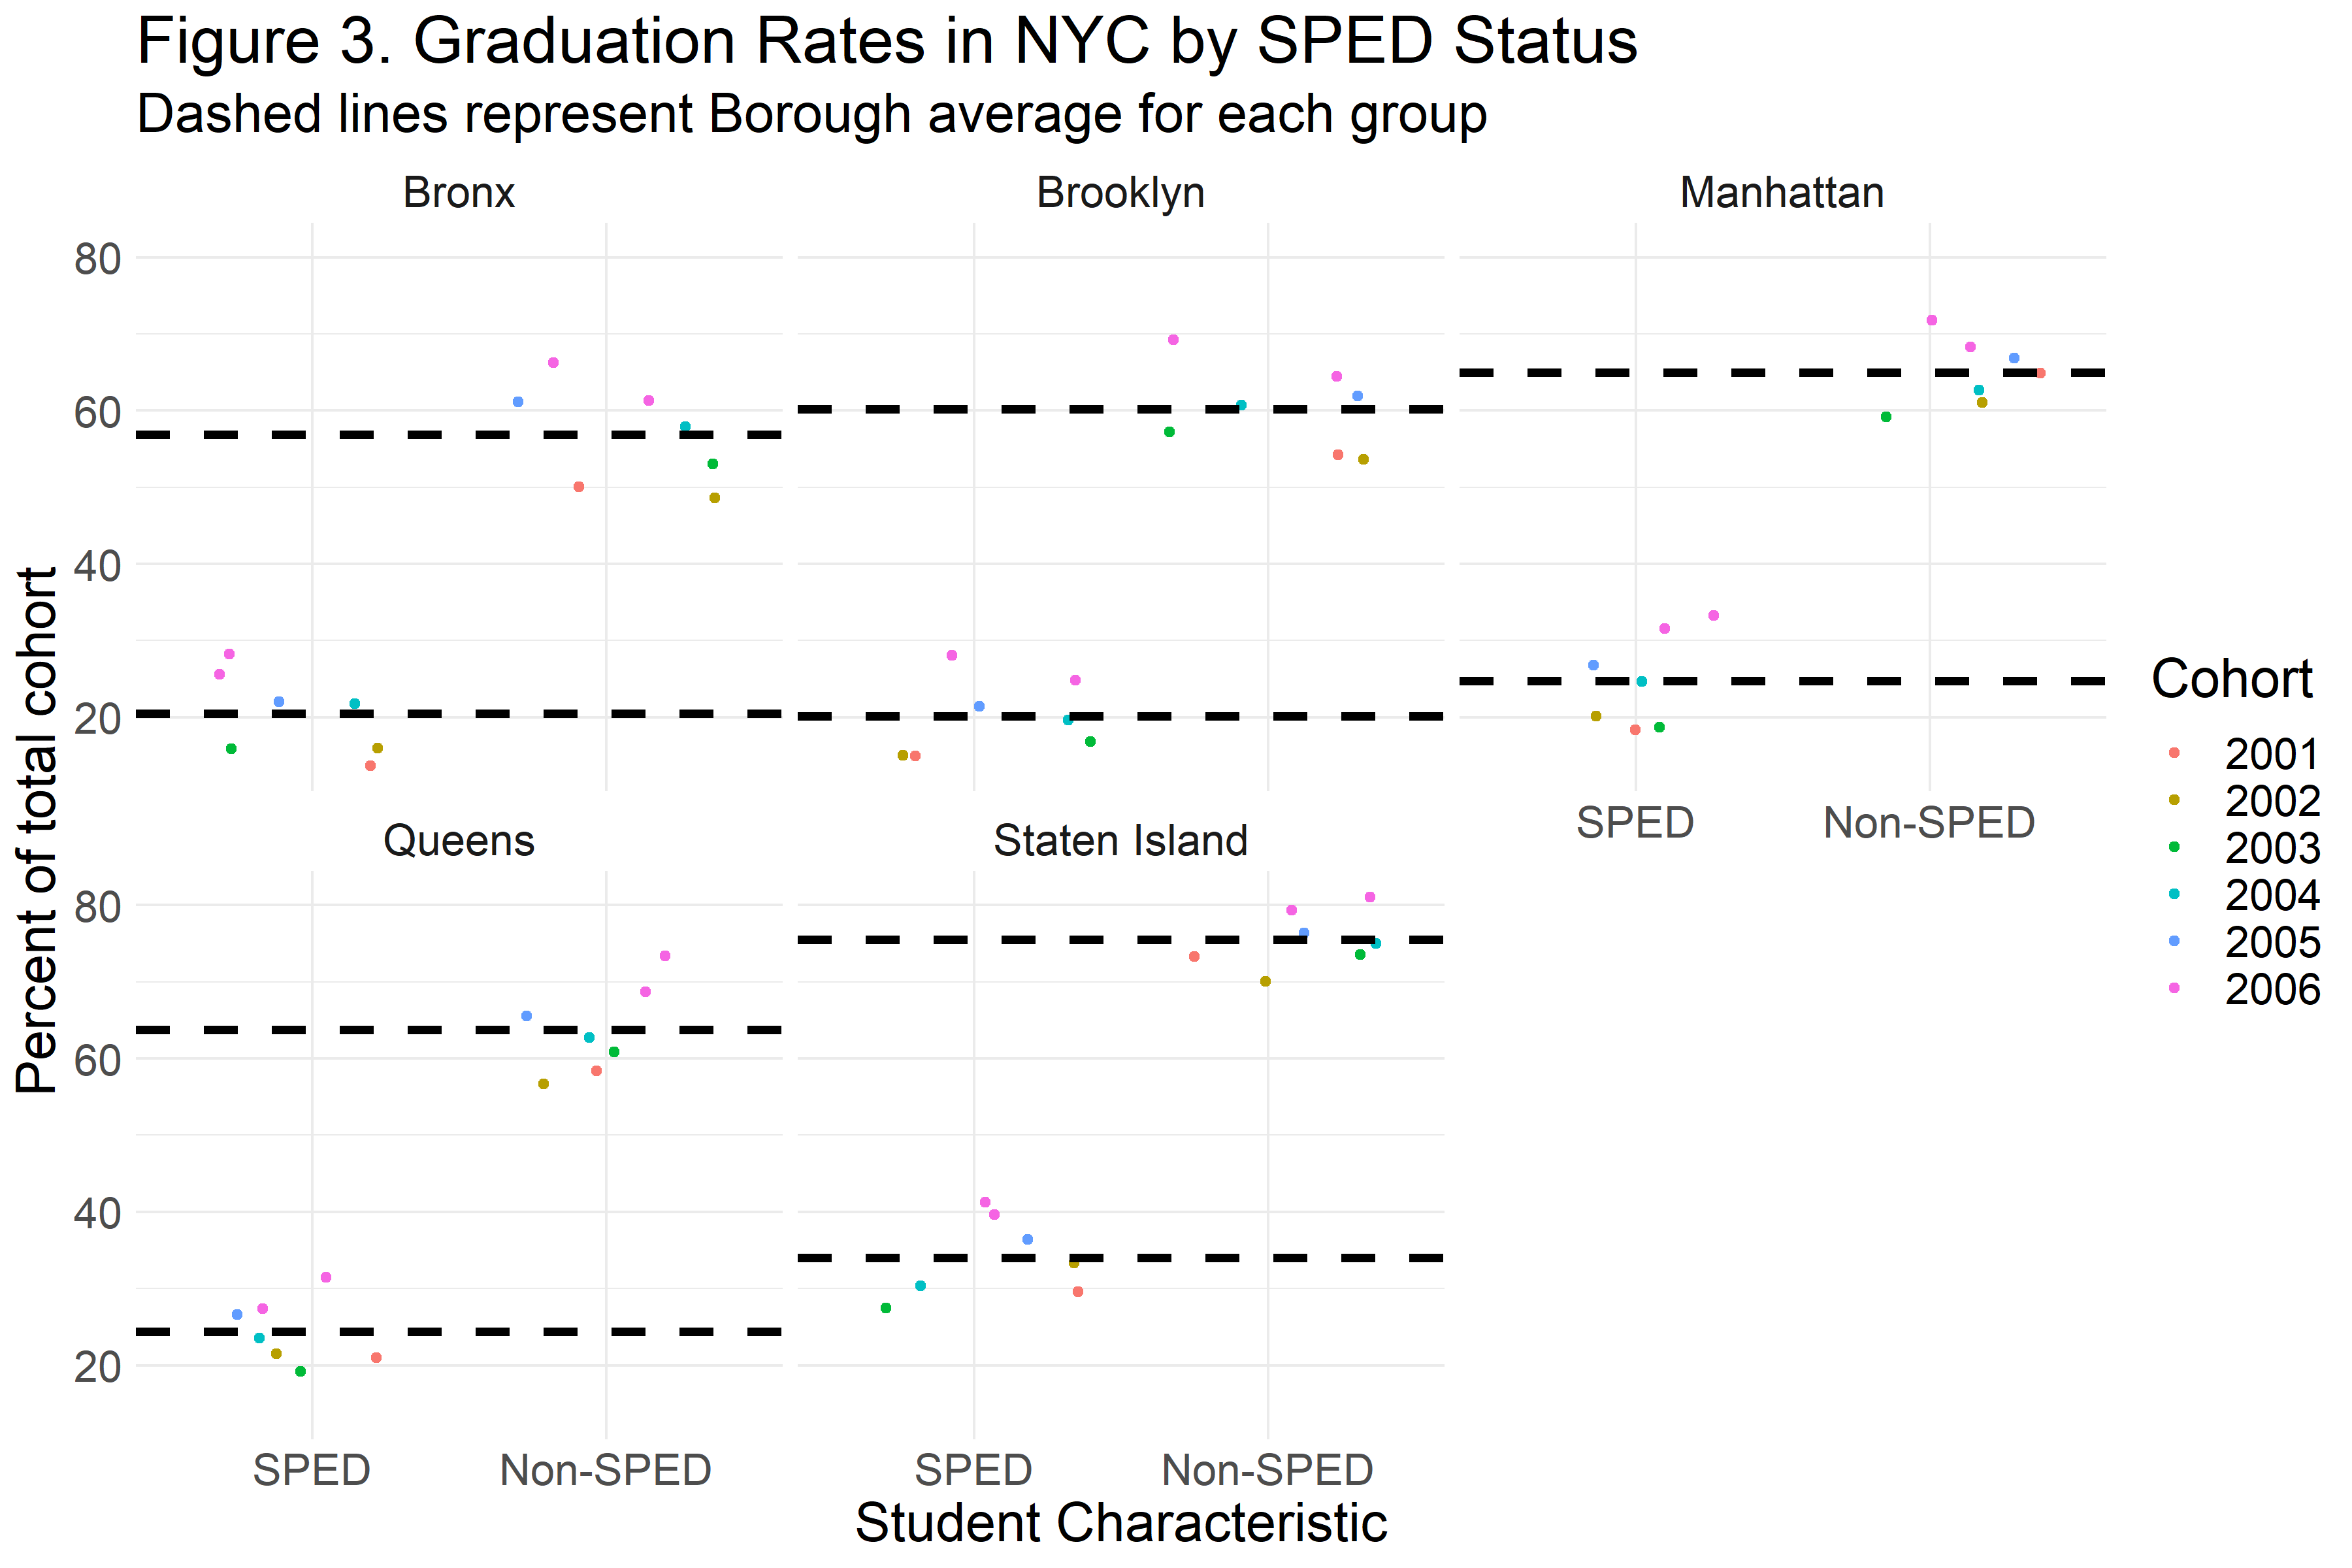 Figure 3. Graduation Rates in NYC by SPED Status
Dashed lines represent Borough average for each group
Bronx
Brooklyn
Manhattan
80
60
40
20
SPED
Non-SPED
Queens
Staten Island
80
60
40
20
SPED
Non-SPED
SPED
Non-SPED
Student Characteristic
Percent of total cohort
Cohort
2001
2002
2003
2004
2005
2006